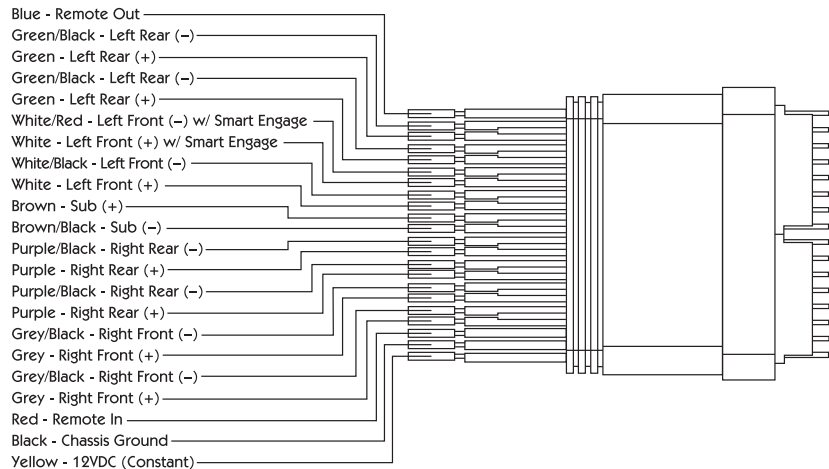 Blue - Remote Out
Green/Black - Left Rear (–)
Green - Left Rear (+)
Green/Black - Left Rear (–)
Green - Left Rear (+)
White/Red - Left Front (–) w/ Smart Engage
White - Left Front (+) w/ Smart Engage
White/Black - Left Front (–)
White - Left Front (+)
Brown - Sub (+)
Brown/Black - Sub (–)
Purple/Black - Right Rear (–)
Purple - Right Rear (+)
Purple/Black - Right Rear (–)
Purple - Right Rear (+)
Grey/Black - Right Front (–)
Grey - Right Front (+)
Grey/Black - Right Front (–)
Grey - Right Front (+)
Red - Remote In
Black - Chassis Ground
Yellow - 12VDC (Constant)